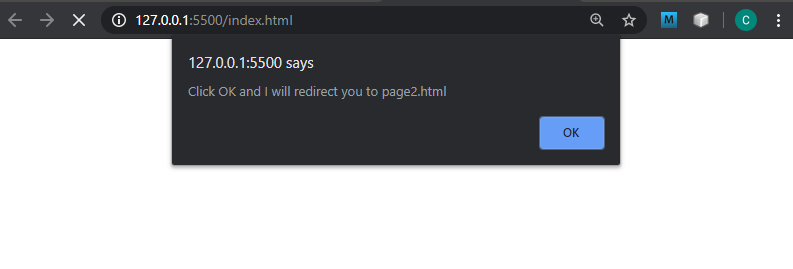 127.0.0.1:5500/index.html
M
C
127.0.0.1:5500 says
Click OK and I will redirect you to page2.html
OK